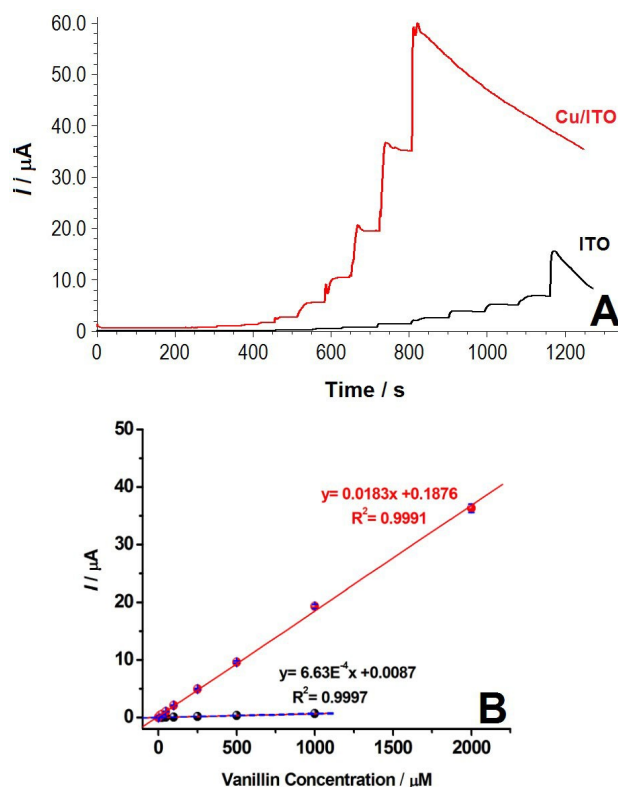 60.0
50.0
40.0
30.0
20.0
10.0
0
i / µA
Cu/ITO
ITO
A
0 200 400 600 800 1000 1200
Time / s
50
40
30
20
10
0
I / µA
y= 0.0183x +0.1876
R²= 0.9991
y= 6.63E⁻⁴x +0.0087
R²= 0.9997
B
0 500 1000 1500 2000
Vanillin Concentration / µM